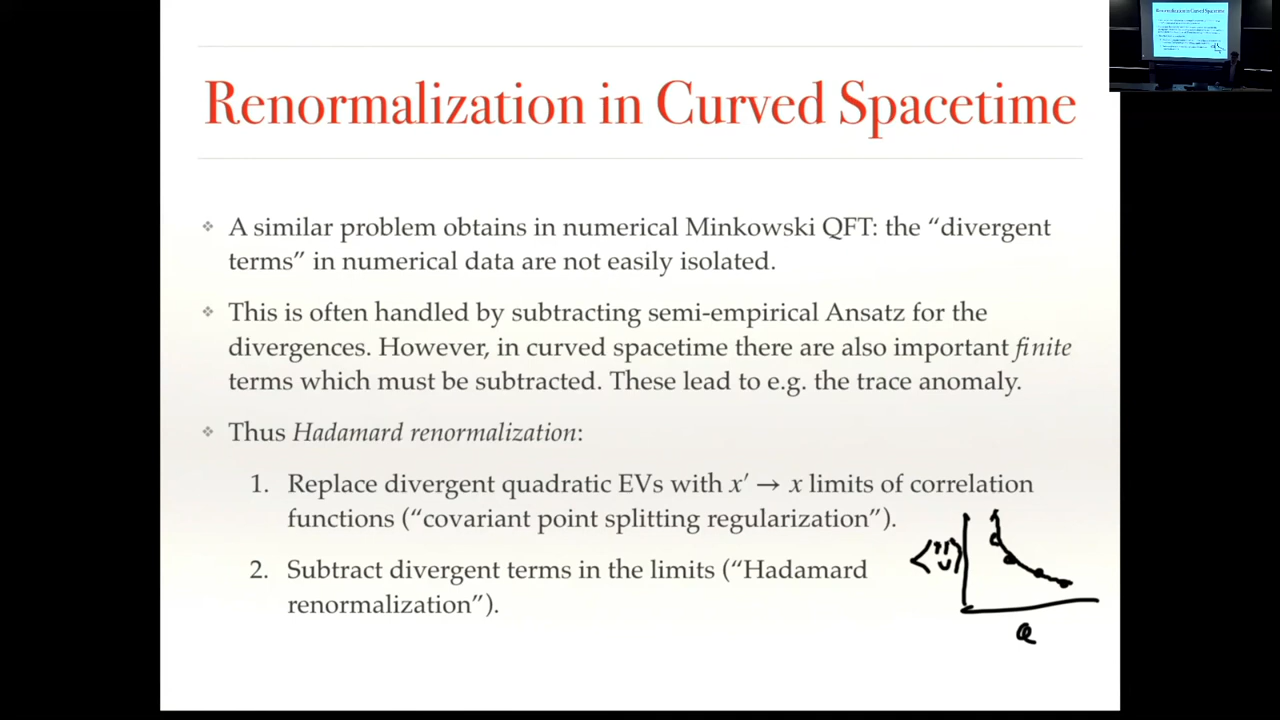 Renormalization in Curved Spacetime
❖ A similar problem obtains in numerical Minkowski QFT: the “divergent
terms” in numerical data are not easily isolated.
❖ This is often handled by subtracting semi-empirical Ansatz for the
divergences. However, in curved spacetime there are also important finite
terms which must be subtracted. These lead to e.g. the trace anomaly.
❖ Thus Hadamard renormalization:
1. Replace divergent quadratic EVs with x′ → x limits of correlation
functions (“covariant point splitting regularization”).
2. Subtract divergent terms in the limits (“Hadamard
renormalization”).
Renormalization in Curved Spacetime